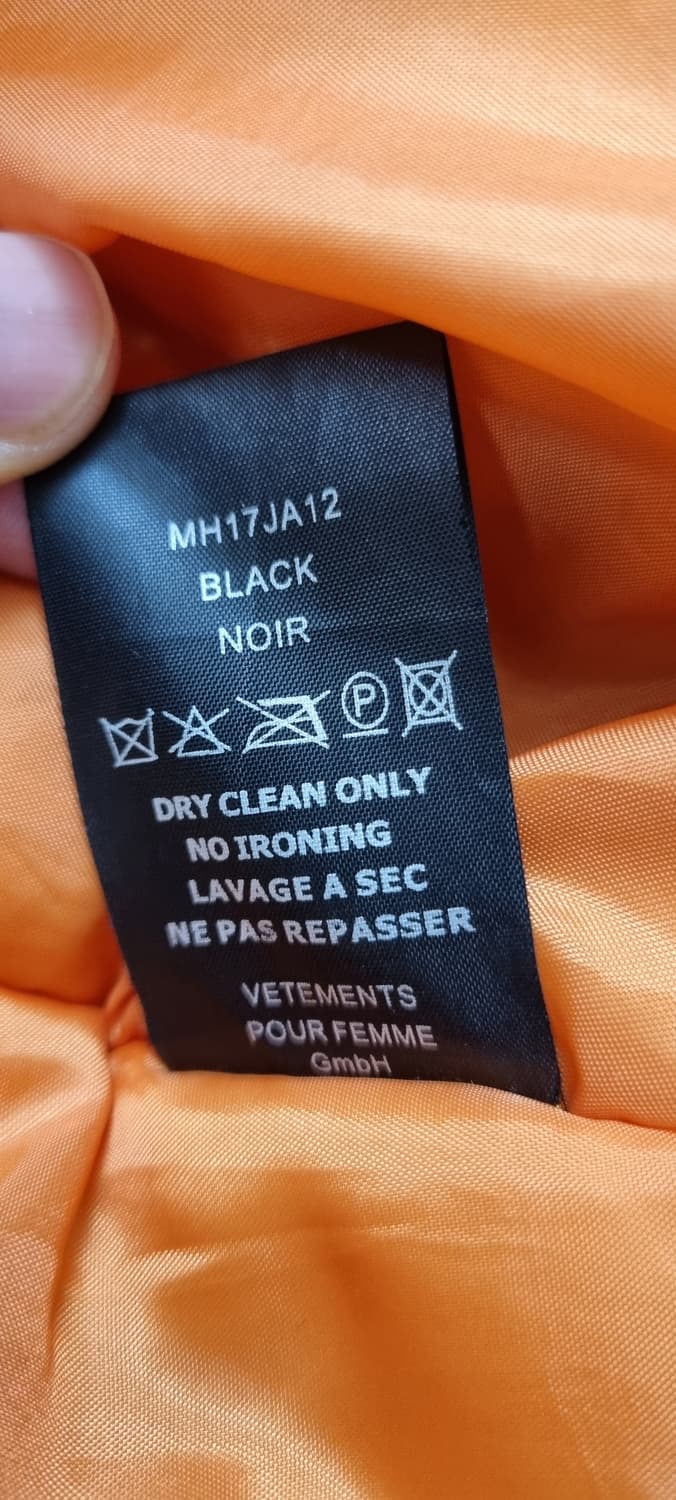 MH17JA12
BLACK
NOIR
P
DRY CLEAN ONLY
NO IRONING
LAVAGE A SEC
NE PAS REPASSER
VETEMENTS
POUR FEMME
GmbH